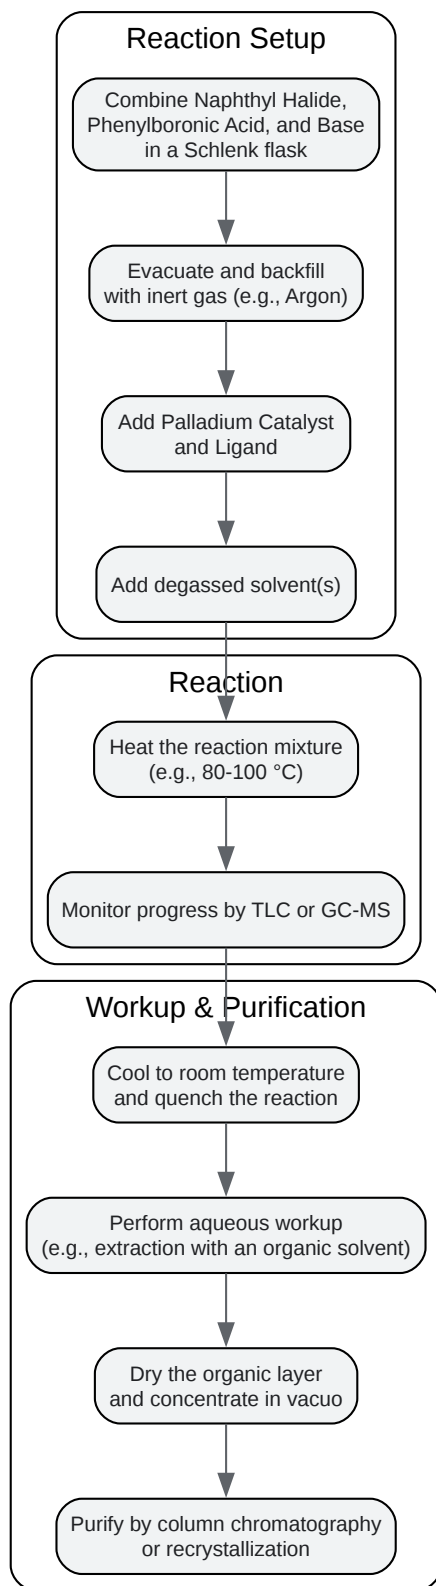 Reaction Setup
Combine Naphthyl Halide,
Phenylboronic Acid, and Base
in a Schlenk flask
Evacuate and backfill
with inert gas (e.g., Argon)
Add Palladium Catalyst
and Ligand
Add degassed solvent(s)
Reaction
Heat the reaction mixture
(e.g., 80-100 °C)
Monitor progress by TLC or GC-MS
Workup & Purification
Cool to room temperature
and quench the reaction
Perform aqueous workup
(e.g., extraction with an organic solvent)
Dry the organic layer
and concentrate in vacuo
Purify by column chromatography
or recrystallization